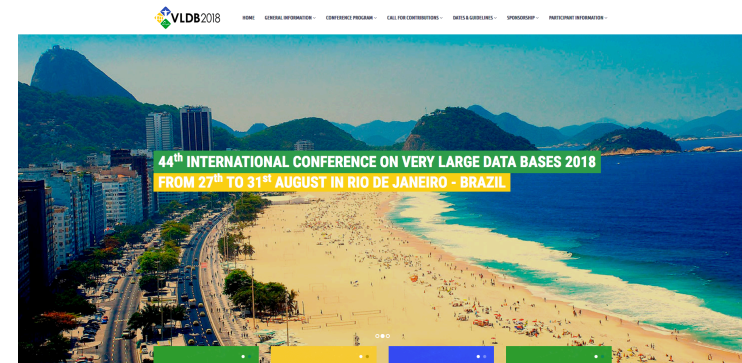 VLDB2018
HOME GENERAL INFORMATION CONFERENCE PROGRAM CALL FOR CONTRIBUTIONS DATES & GUIDELINES SPONSORSHIP PARTICIPANT INFORMATION
44th INTERNATIONAL CONFERENCE ON VERY LARGE DATA BASES 2018
FROM 27th TO 31st AUGUST IN RIO DE JANEIRO - BRAZIL